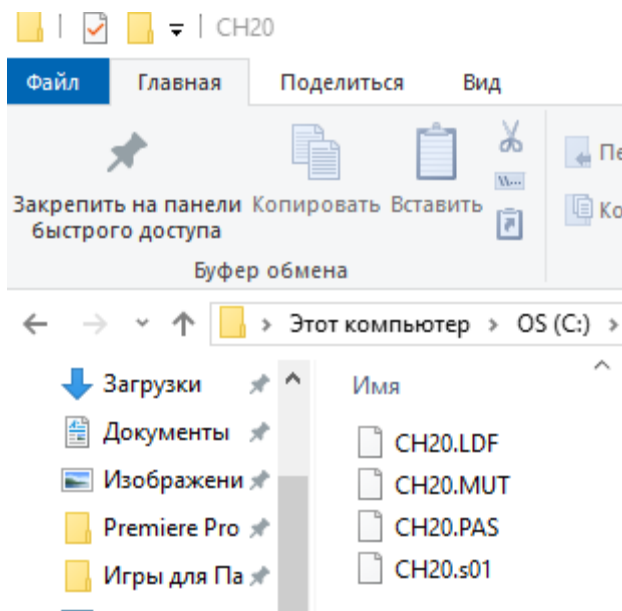 CH20
Файл Главная Поделиться Вид
Закрепить на панели быстрого доступа
Копировать Вставить
Буфер обмена
Этот компьютер > OS (C:) >
Загрузки
Документы
Изображени
Premiere Pro
Игры для Па
Имя
CH20.LDF
CH20.MUT
CH20.PAS
CH20.s01